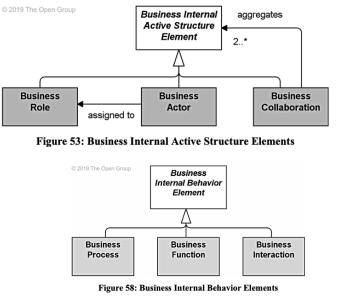 © 2019 The Open Group
Business Internal
Active Structure
Element
aggregates
2..*
Business
Role
assigned to
Business
Actor
Business
Collaboration
Figure 53: Business Internal Active Structure Elements
© 2019 The Open Group
Business
Internal Behavior
Element
Business
Process
Business
Function
Business
Interaction
Figure 58: Business Internal Behavior Elements